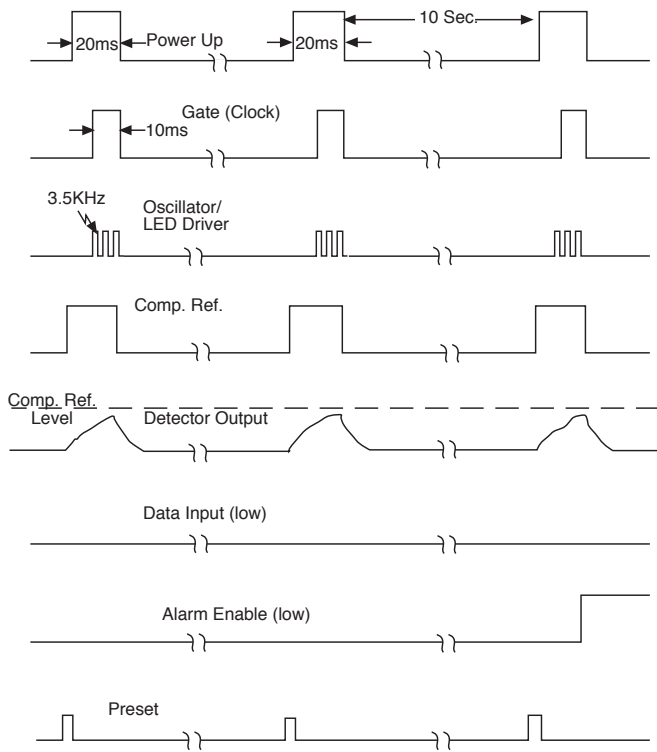 10 Sec.
20ms
Power Up
20ms
Gate (Clock)
10ms
3.5KHz
Oscillator/
LED Driver
Comp. Ref.
Comp. Ref.
Level
Detector Output
Data Input (low)
Alarm Enable (low)
Preset